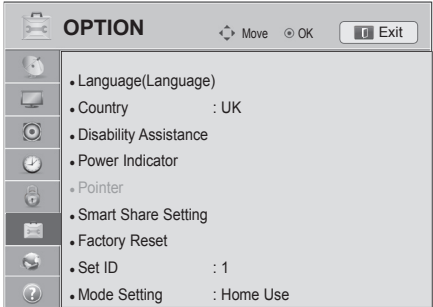 OPTION
Move OK Exit
• Language(Language)
• Country : UK
• Disability Assistance
• Power Indicator
• Pointer
• Smart Share Setting
• Factory Reset
• Set ID : 1
• Mode Setting : Home Use